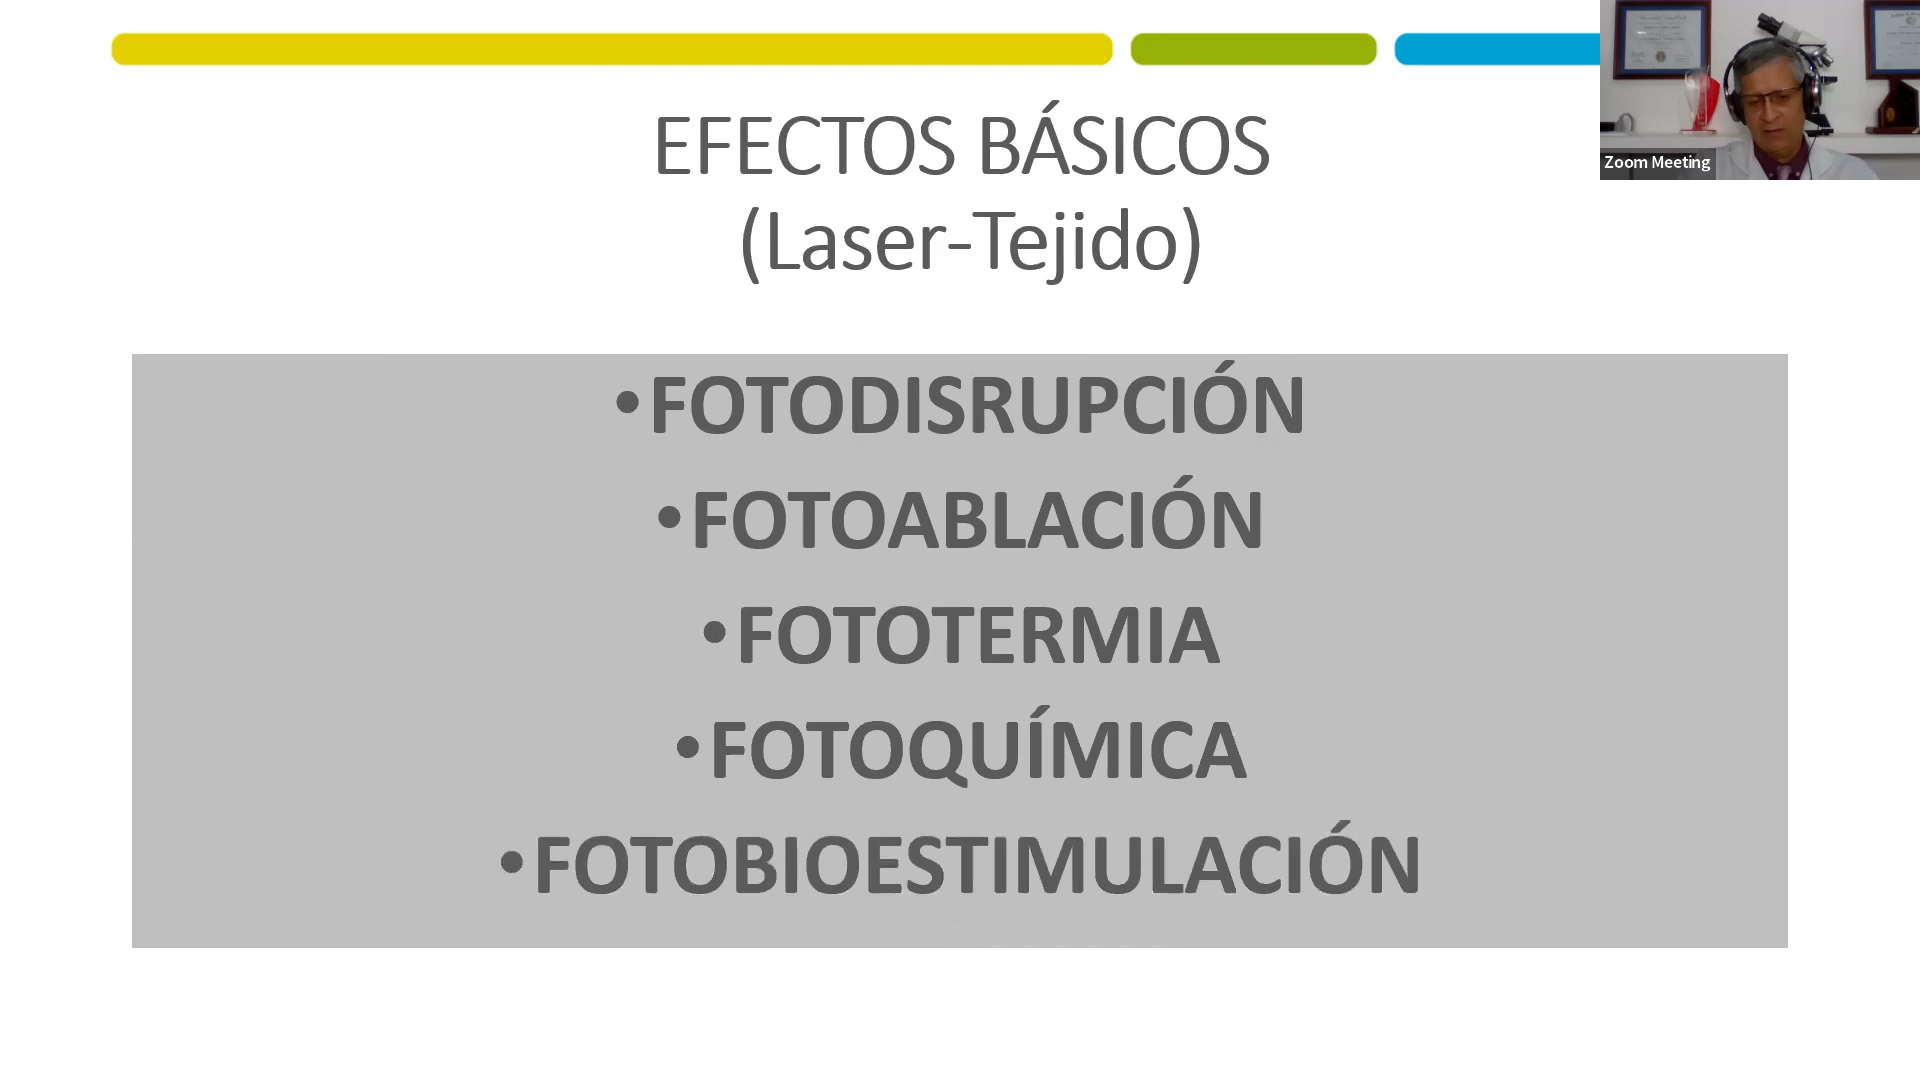 EFECTOS BÁSICOS
(Laser-Tejido)
•FOTODISRUPCIÓN
•FOTOABLACIÓN
•FOTOTERMIA
•FOTOQUÍMICA
•FOTOBIOESTIMULACIÓN
Zoom Meeting